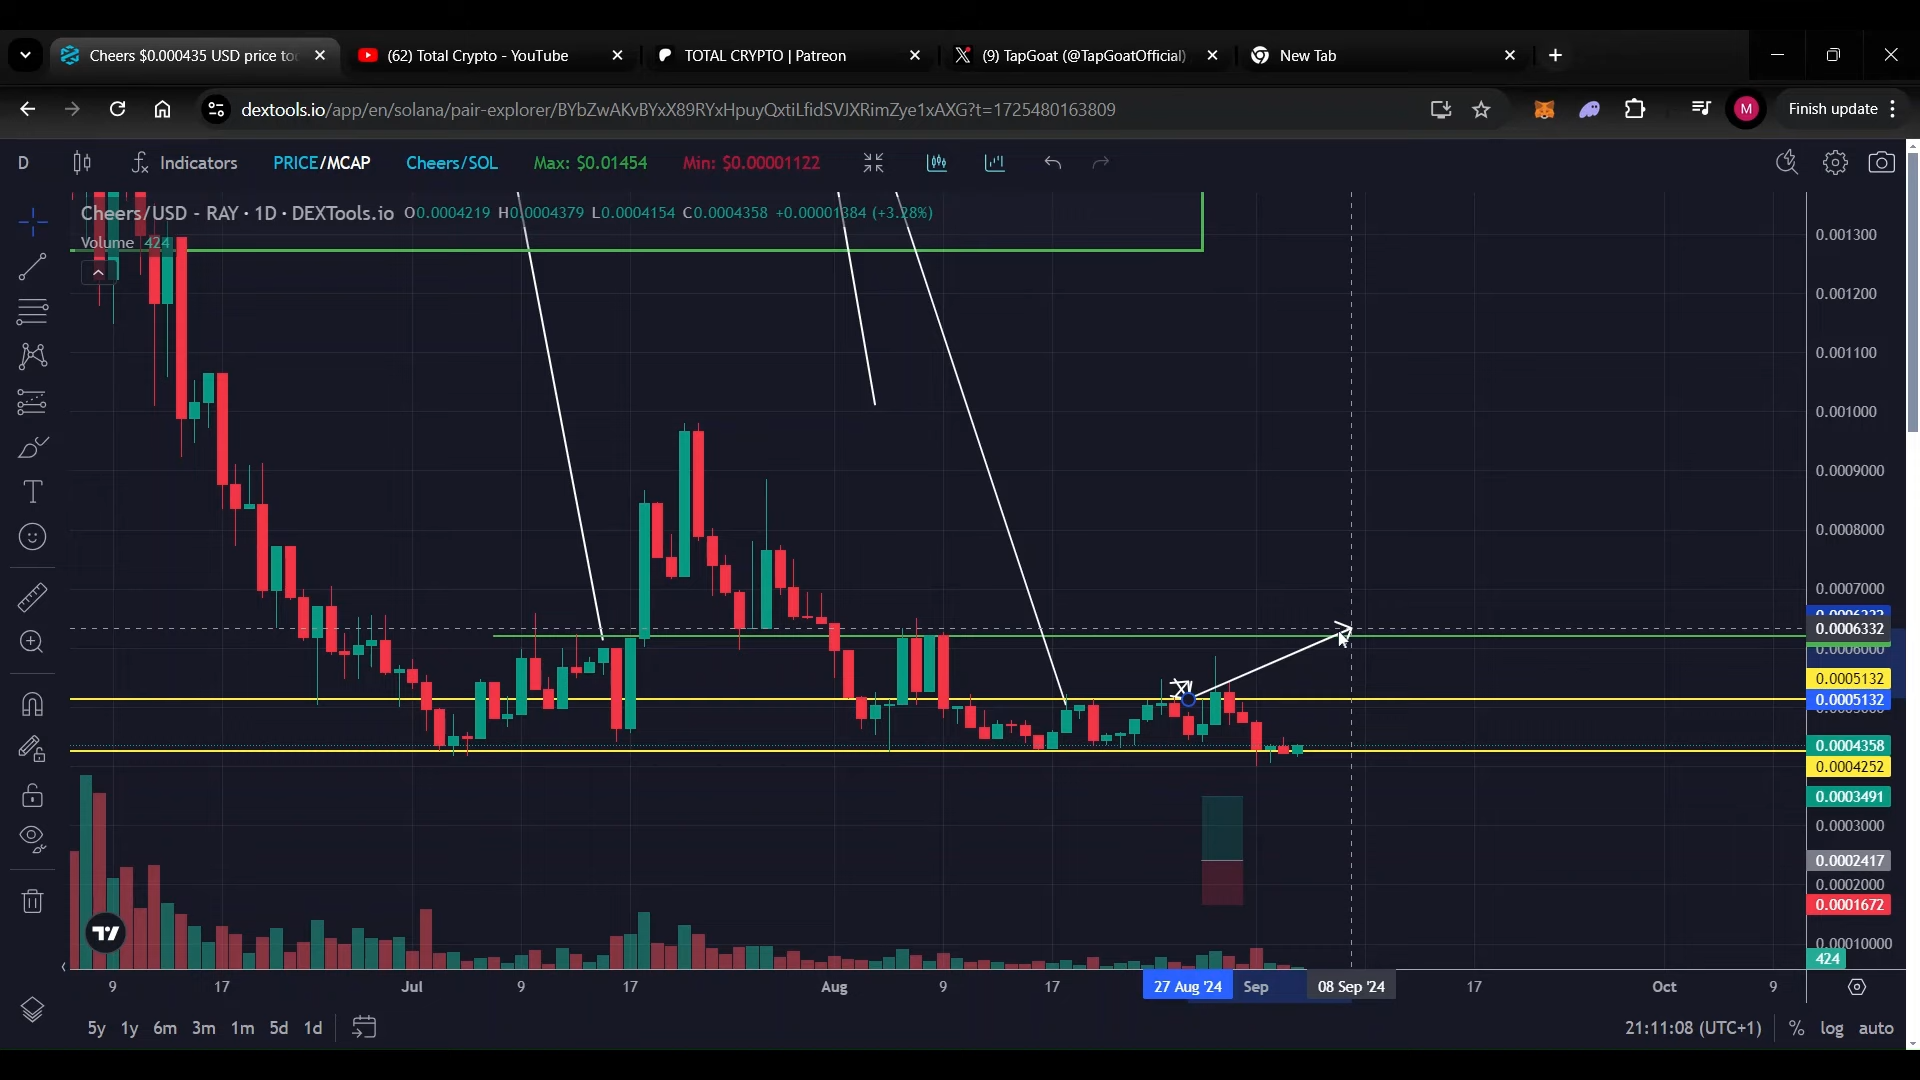 Cheers $0.000435 USD price to
(62) Total Crypto - YouTube
TOTAL CRYPTO | Patreon
(9) TapGoat (@TapGoatOfficial)
New Tab
dextools.io/app/en/solana/pair-explorer/BYbZwAKvBYxX89RYxHpuyQxtiLfidSVJXRimZye1xAXG?t=1725480163809
M
Finish update
D
Indicators
PRICE/MCAP
Cheers/SOL
Max: $0.01454
Min: $0.00001122
Cheers/USD - RAY · 1D · DEXTools.io O0.0004219 H0.0004379 L0.0004154 C0.0004358 +0.00001384 (+3.28%)
Volume 424
0.001300
0.001200
0.001100
0.001000
0.0009000
0.0008000
0.0007000
0.0006332
0.0006000
0.0005132
0.0005132
0.0004358
0.0004252
0.0003491
0.0003000
0.0002417
0.0002000
0.0001672
0.00010000
424
9 17 Jul 9 17 Aug 9 17 27 Aug '24 Sep 08 Sep '24 17 Oct 9
5y 1y 6m 3m 1m 5d 1d
21:11:08 (UTC+1) % log auto